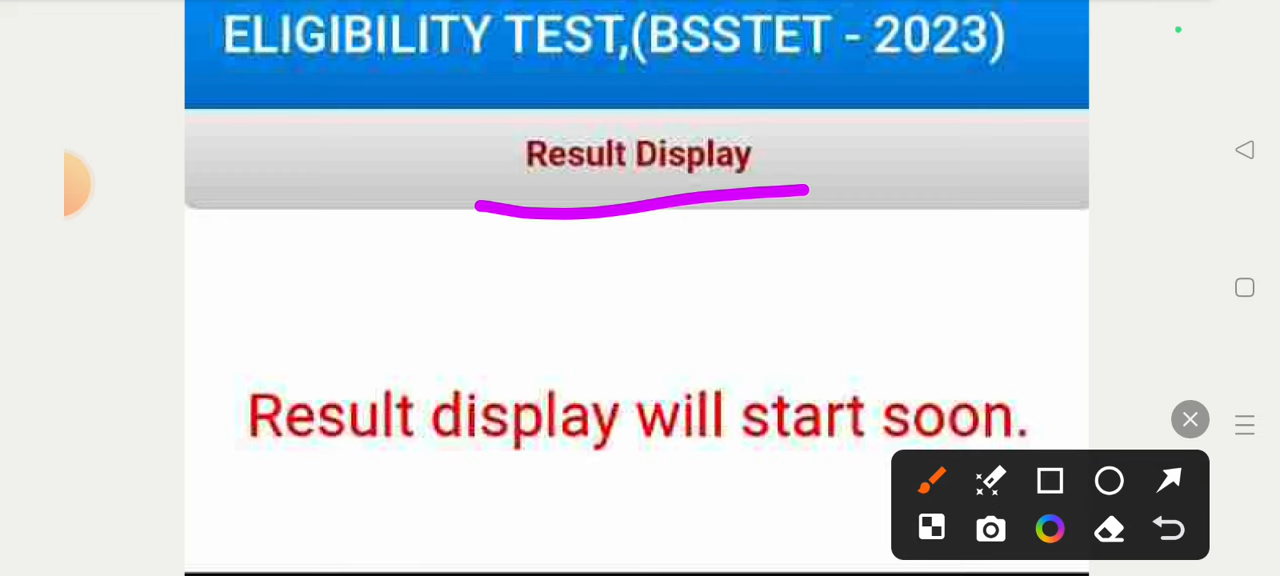 ELIGIBILITY TEST,(BSSTET - 2023)
Result Display
Result display will start soon.